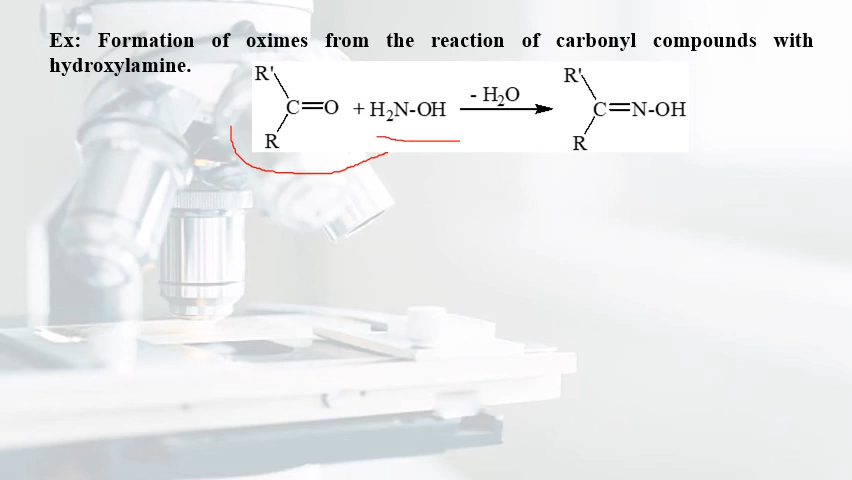 Ex: Formation of oximes from the reaction of carbonyl compounds with
hydroxylamine.
R' R'
C=O + H₂N-OH - H₂O C=N-OH
R R